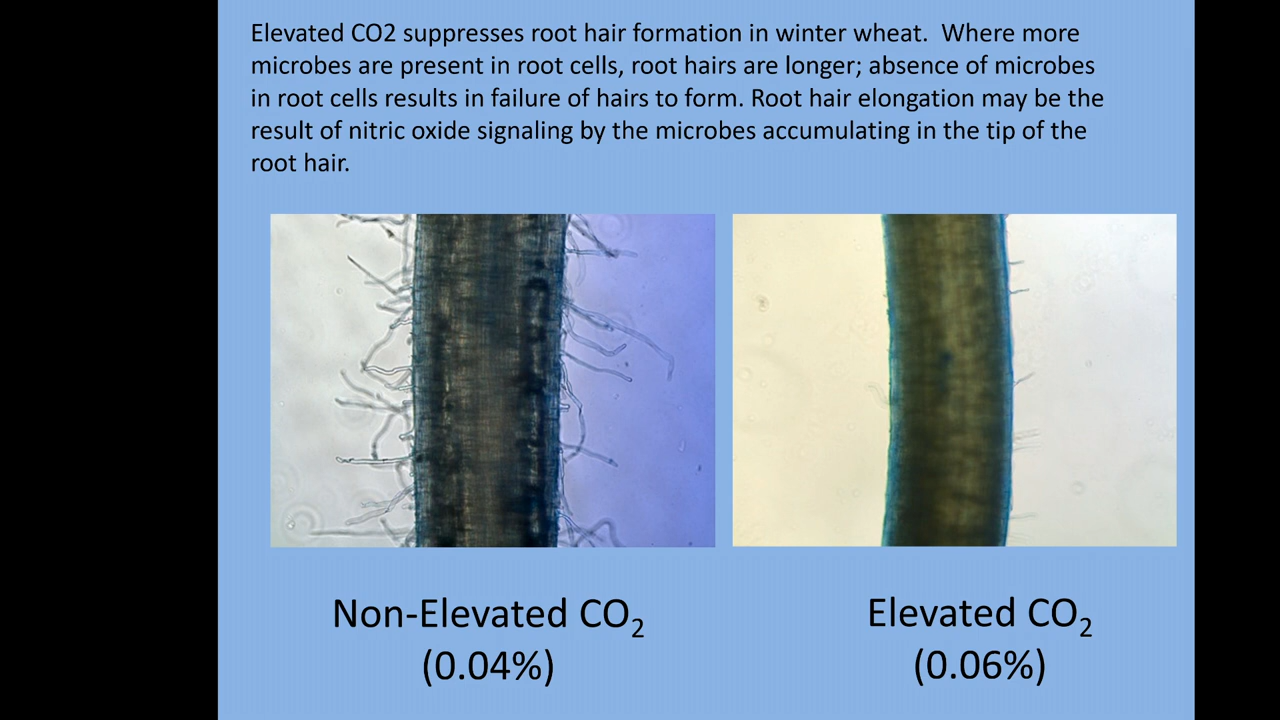 Elevated CO2 suppresses root hair formation in winter wheat.  Where more
microbes are present in root cells, root hairs are longer; absence of microbes
in root cells results in failure of hairs to form. Root hair elongation may be the
result of nitric oxide signaling by the microbes accumulating in the tip of the
root hair.
Non-Elevated CO₂
(0.04%)
Elevated CO₂
(0.06%)